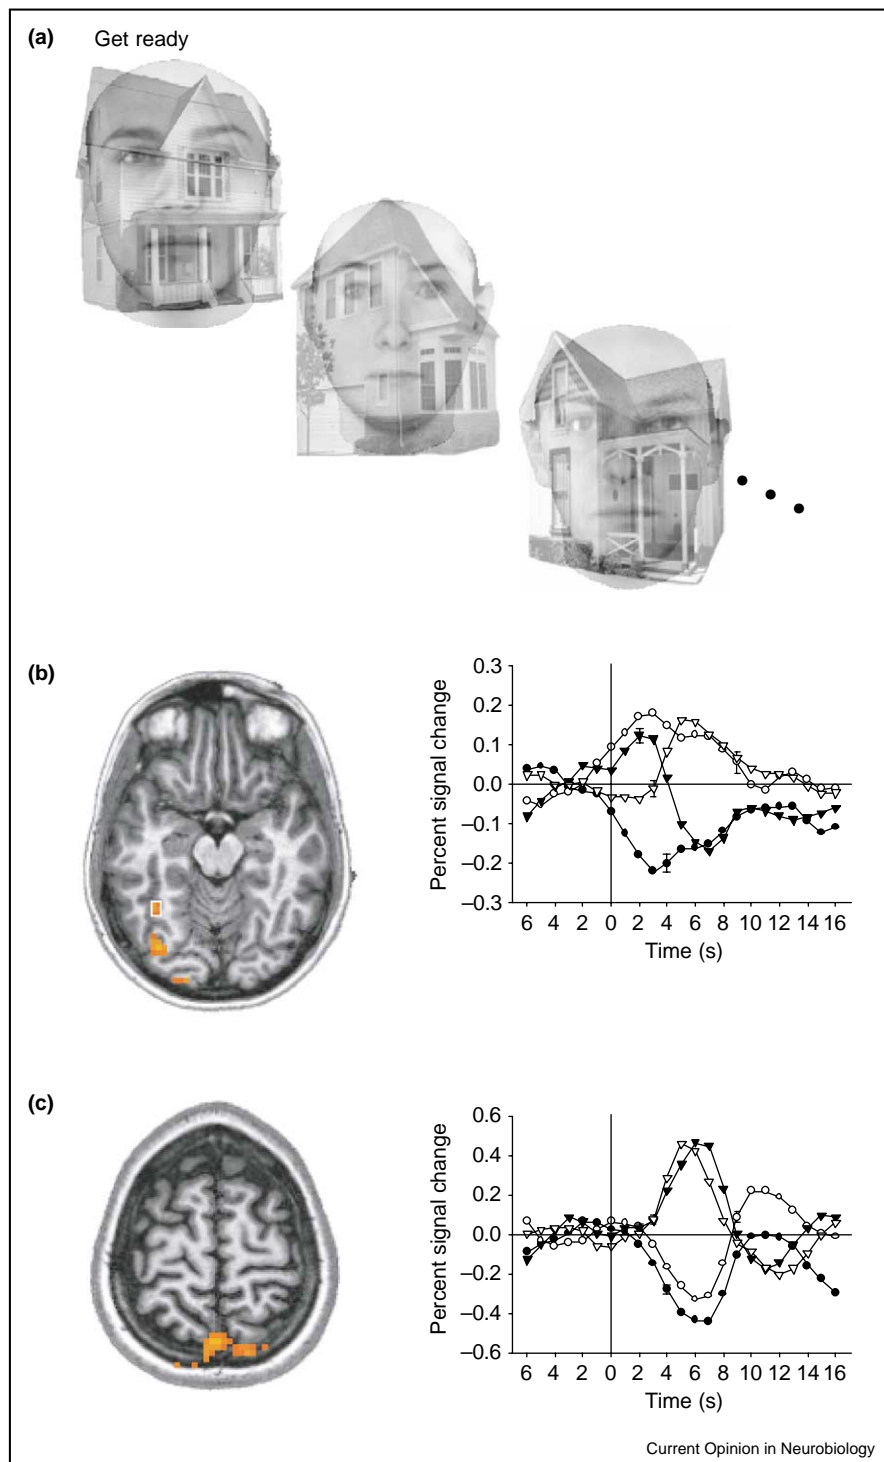 (a) Get ready
(b)
Percent signal change
0.3
0.2
0.1
0.0
–0.1
–0.2
–0.3
6 4 2 0 2 4 6 8 10 12 14 16
Time (s)
(c)
Percent signal change
0.6
0.4
0.2
0.0
–0.2
–0.4
–0.6
6 4 2 0 2 4 6 8 10 12 14 16
Time (s)
Current Opinion in Neurobiology